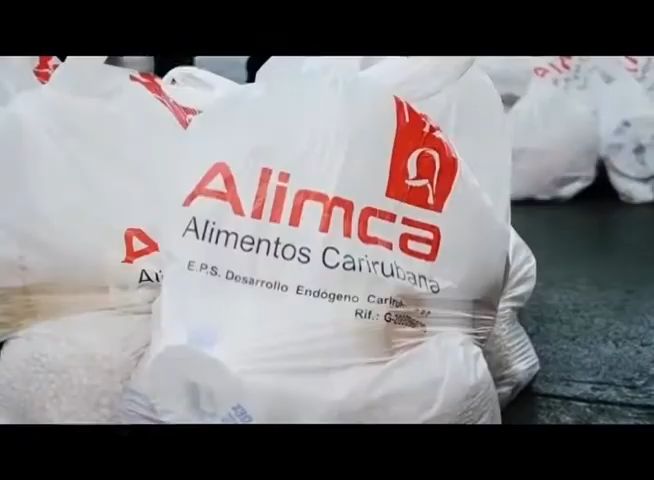 Alimca
Alimentos Carirubana
E.P.S. Desarrollo Endógeno
Rif.: